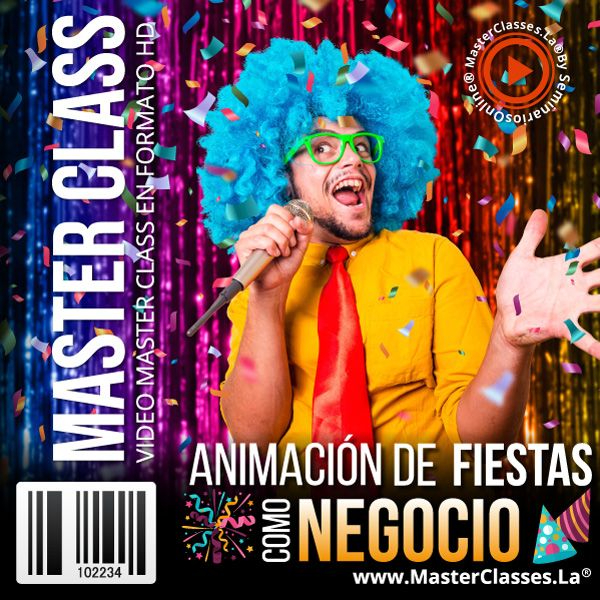 MASTER CLASS
VIDEO MASTER CLASS EN FORMATO HD
MasterClasses.La®By SeminariosOnline®
ANIMACIÓN DE FIESTAS
COMO NEGOCIO
102234
www.MasterClasses.La®